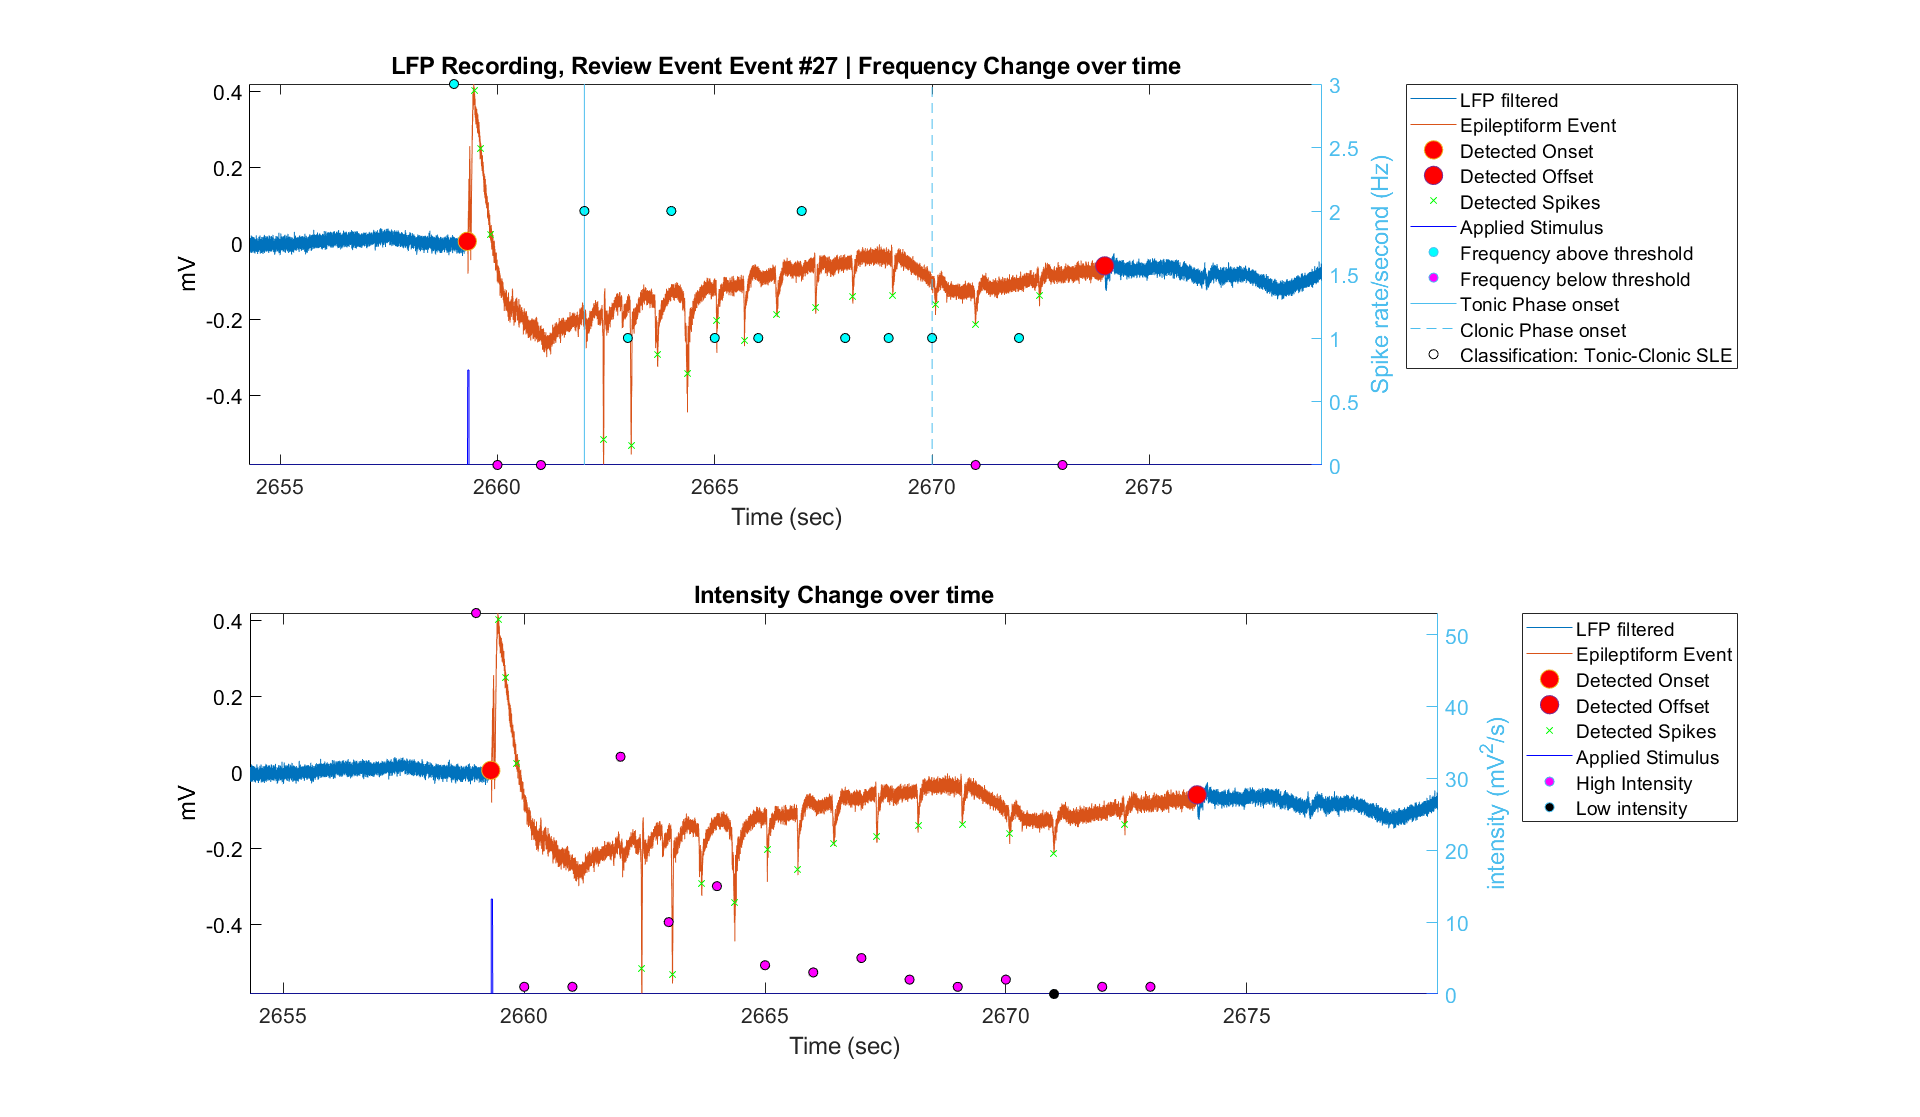 LFP Recording, Review Event Event #27 | Frequency Change over time
0.4
0.2
0
-0.2
-0.4
mV
2655
2660
2665
2670
2675
Time (sec)
3
2.5
2
1.5
1
0.5
0
Spike rate/second (Hz)
LFP filtered
Epileptiform Event
Detected Onset
Detected Offset
Detected Spikes
Applied Stimulus
Frequency above threshold
Frequency below threshold
Tonic Phase onset
Clonic Phase onset
Classification: Tonic-Clonic SLE
Intensity Change over time
0.4
0.2
0
-0.2
-0.4
mV
2655
2660
2665
2670
2675
Time (sec)
50
40
30
20
10
0
intensity (mV²/s)
LFP filtered
Epileptiform Event
Detected Onset
Detected Offset
Detected Spikes
Applied Stimulus
High Intensity
Low intensity